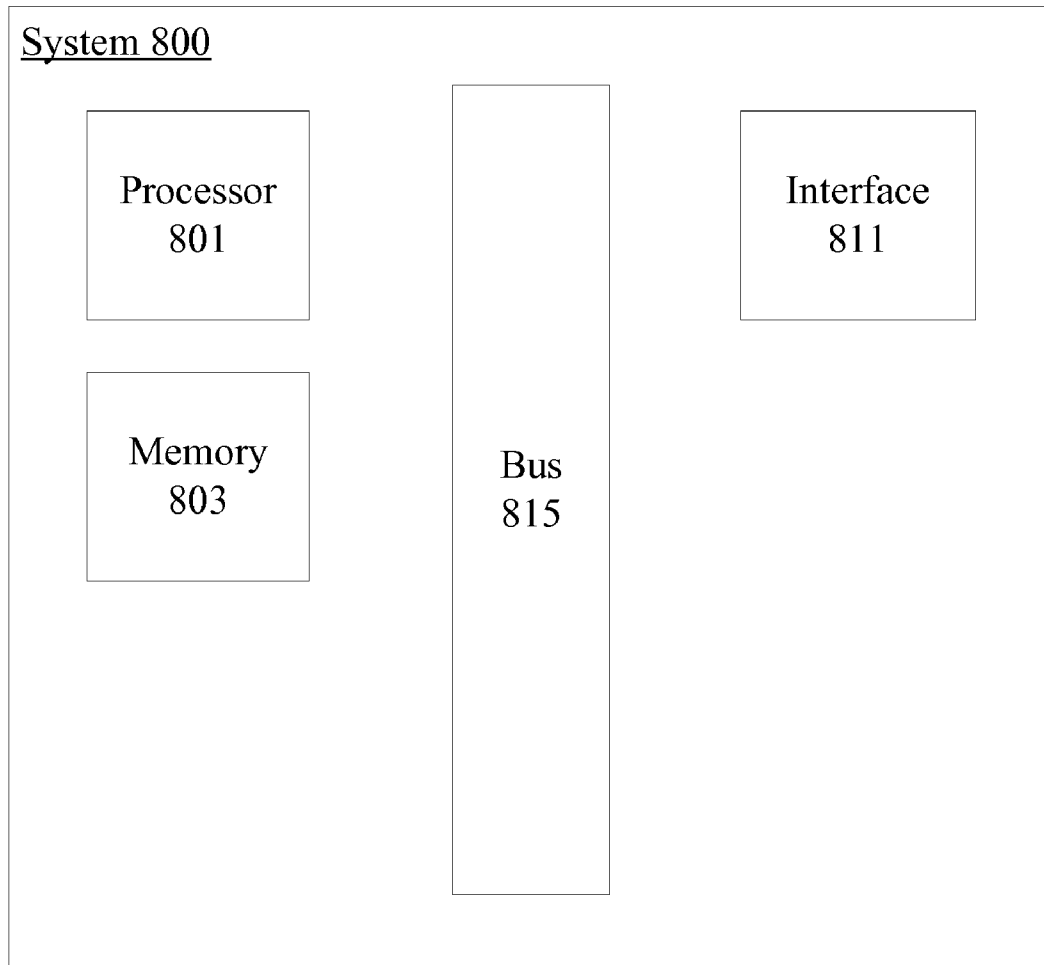 System 800
Processor
801
Interface
811
Memory
803
Bus
815